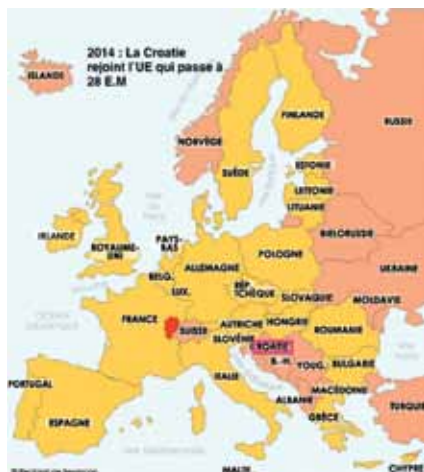 2014 : La Croatie
rejoint l'UE qui passe à
28 E.M
ISLANDE
FINLANDE
NORVÈGE
RUSSIE
SUÈDE
ESTONIE
LETTONIE
LITUANIE
IRLANDE
ROYAUME-
UNI
PAYS-
BAS
BIELORUSSIE
POLOGNE
BELG.
ALLEMAGNE
LUX.
RÉP.
TCHÈQUE
UKRAINE
SLOVAQUIE
MOLDAVIE
FRANCE
SUISSE
AUTRICHE
HONGRIE
SLOVÉNIE
ROUMANIE
CROATIE
B.-H.
YOUG.
BULGARIE
ITALIE
PORTUGAL
ESPAGNE
MACÉDOINE
ALBANIE
GRÈCE
TURQUIE
MALTE
CHYPRE